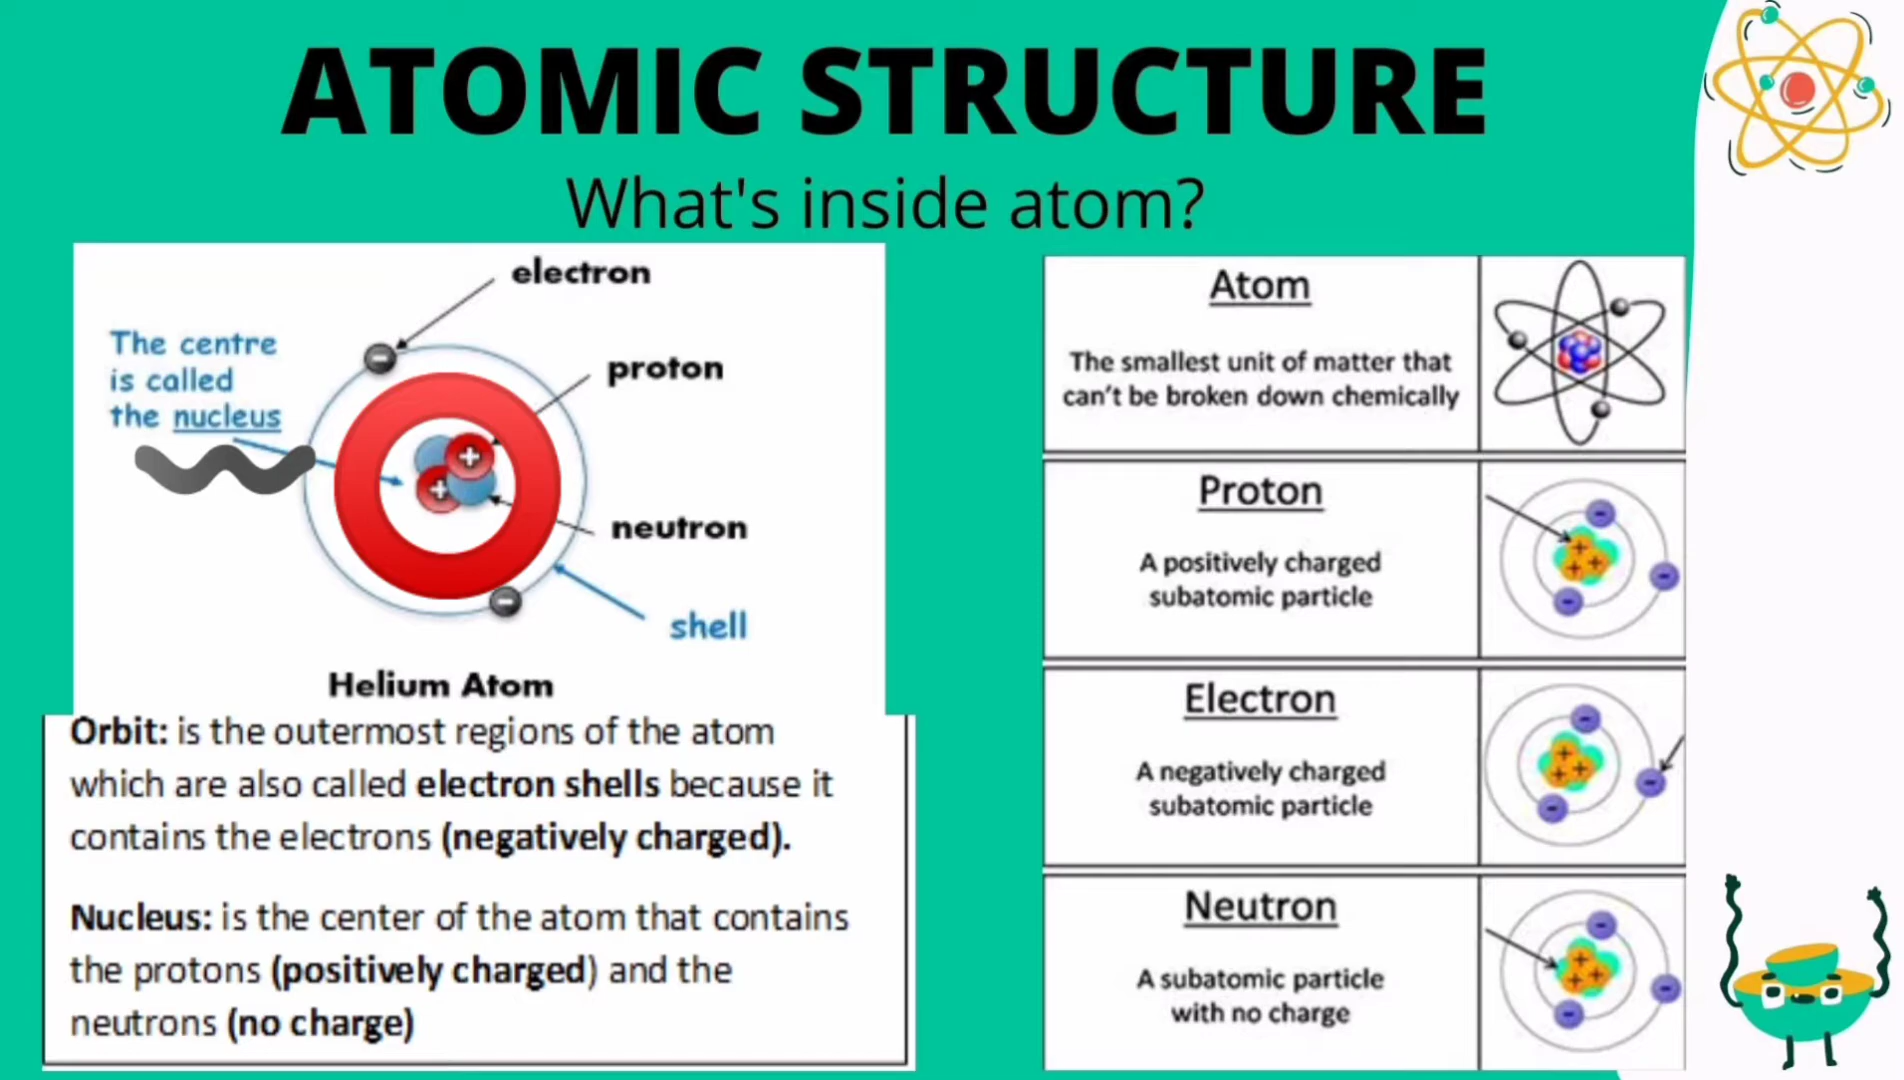 ATOMIC STRUCTURE
What's inside atom?
electron
The centre
is called
the nucleus
proton
neutron
shell
Helium Atom
Orbit: is the outermost regions of the atom
which are also called electron shells because it
contains the electrons (negatively charged).
Nucleus: is the center of the atom that contains
the protons (positively charged) and the
neutrons (no charge)
Atom
The smallest unit of matter that
can't be broken down chemically
Proton
A positively charged
subatomic particle
Electron
A negatively charged
subatomic particle
Neutron
A subatomic particle
with no charge